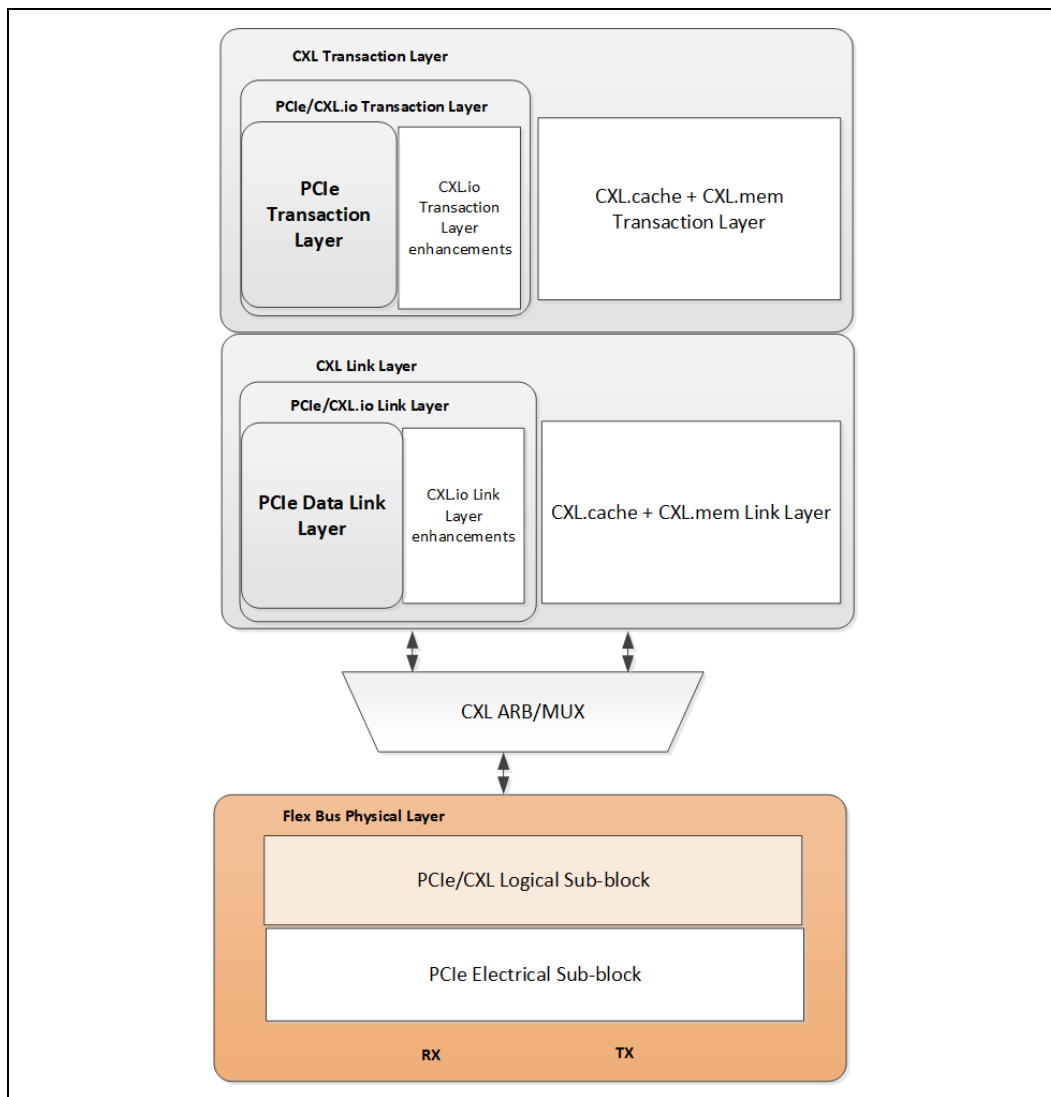 CXL Transaction Layer
PCIe/CXL.io Transaction Layer
PCIe
Transaction
Layer
CXL.io
Transaction
Layer
enhancements
CXL.cache + CXL.mem
Transaction Layer
CXL Link Layer
PCIe/CXL.io Link Layer
PCIe Data Link
Layer
CXL.io Link
Layer
enhancements
CXL.cache + CXL.mem Link Layer
CXL ARB/MUX
Flex Bus Physical Layer
PCIe/CXL Logical Sub-block
PCIe Electrical Sub-block
RX
TX